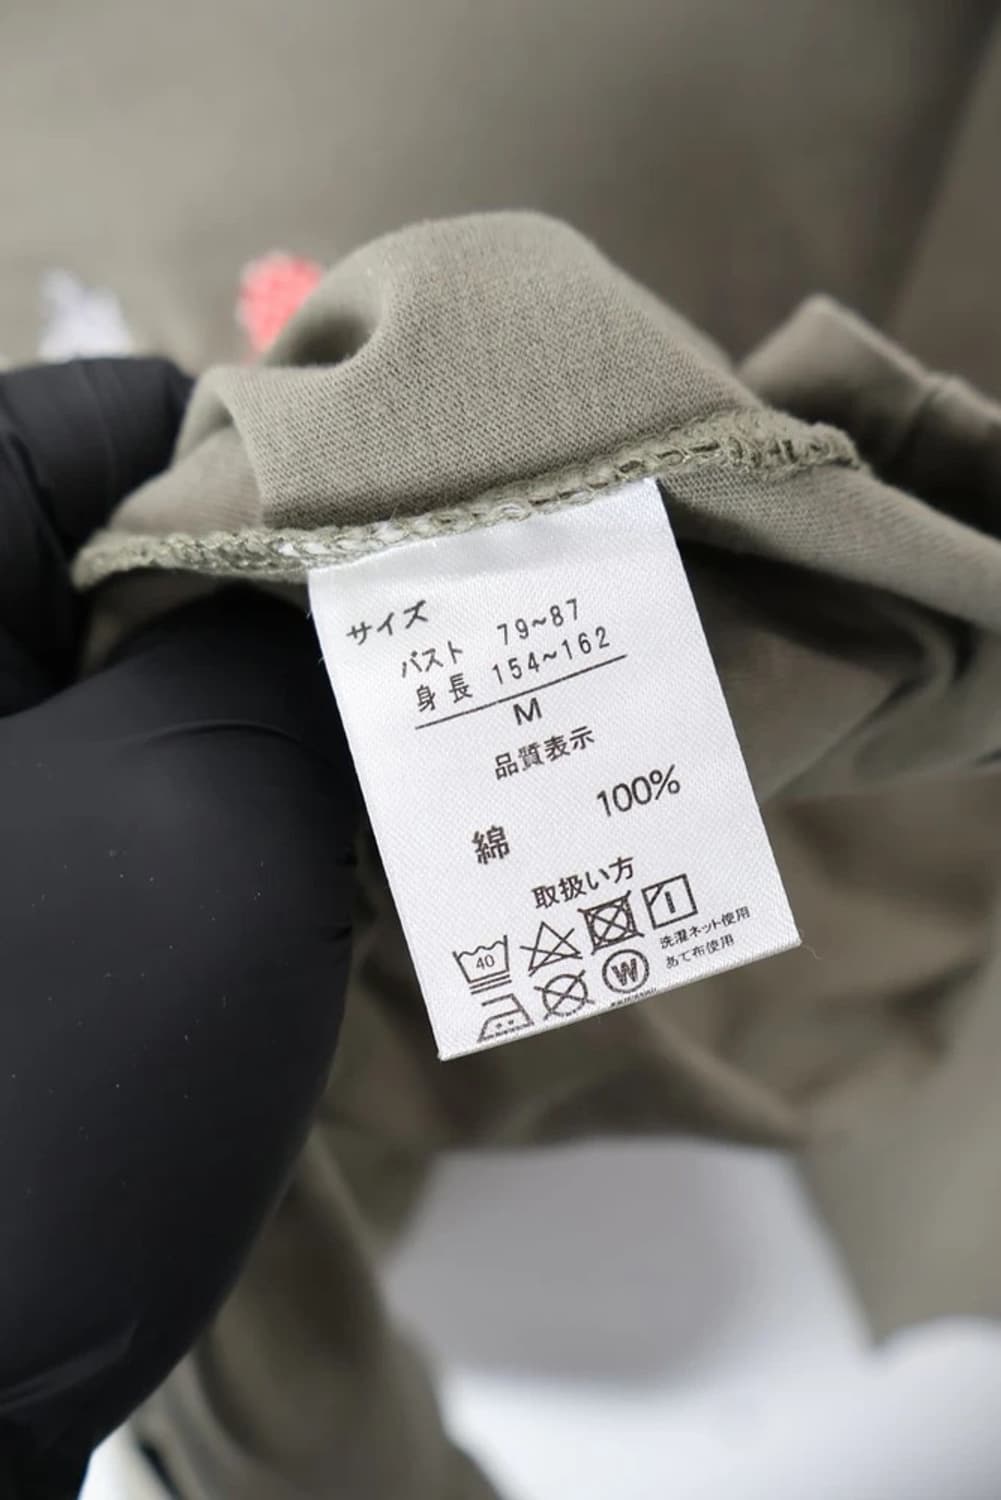 サイズ
バスト 79~87
身長 154~162
M
品質表示
綿 100%
取扱い方
40
洗濯ネット使用
あて布使用
W